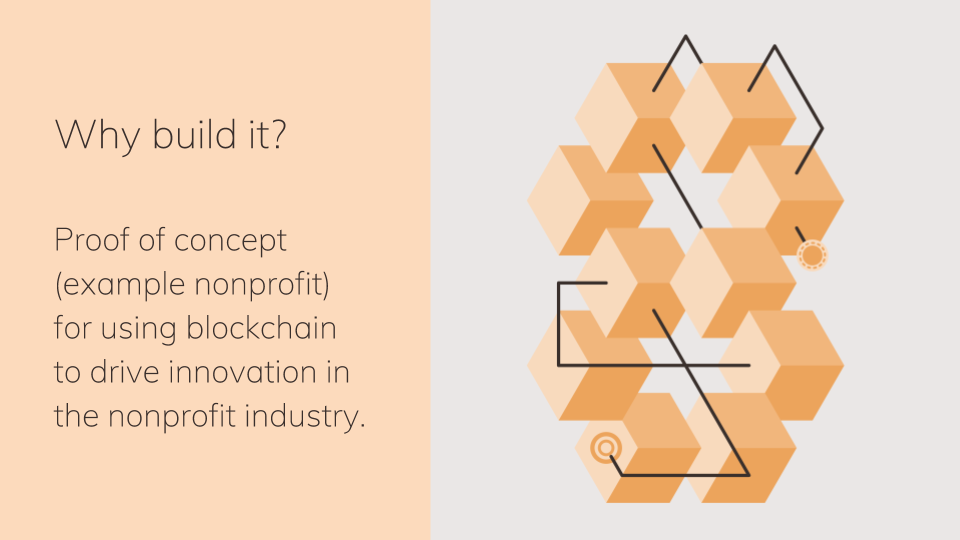 Why build it?
Proof of concept
(example nonprofit)
for using blockchain
to drive innovation in
the nonprofit industry.